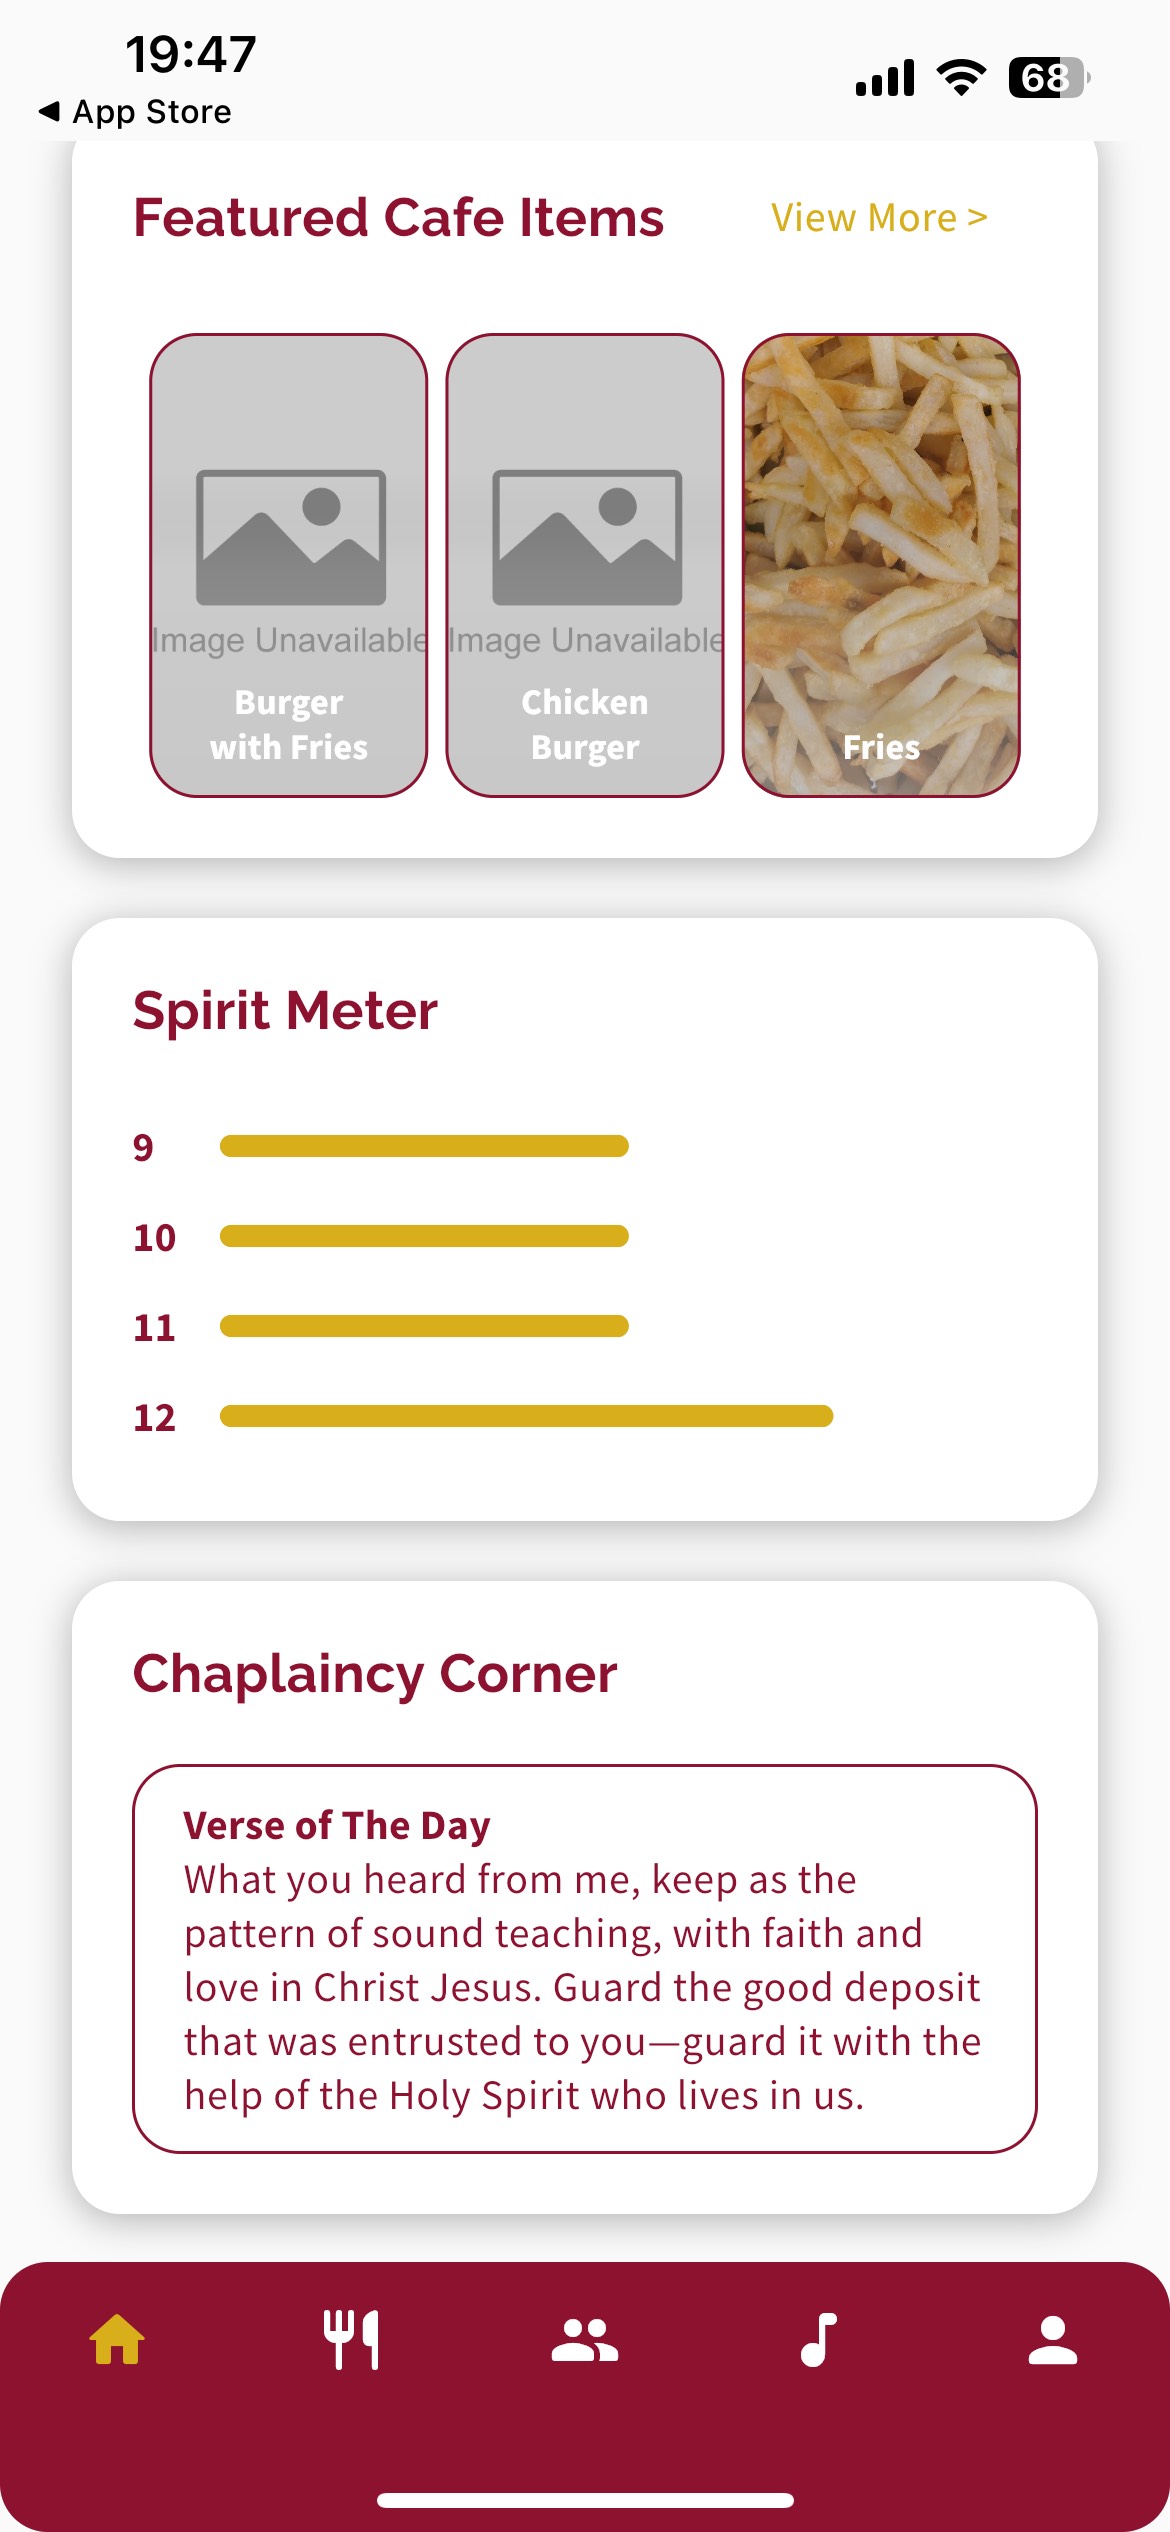 19:47
68
App Store
Featured Cafe Items
View More >
Image Unavailable
Burger
with Fries
Image Unavailable
Chicken
Burger
Fries
Spirit Meter
9
10
11
12
Chaplaincy Corner
Verse of The Day
What you heard from me, keep as the
pattern of sound teaching, with faith and
love in Christ Jesus. Guard the good deposit
that was entrusted to you—guard it with the
help of the Holy Spirit who lives in us.